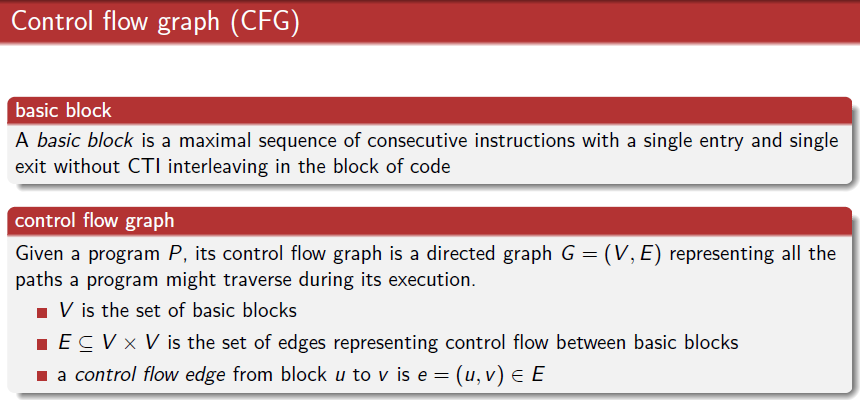 Control flow graph (CFG)
basic block
A basic block is a maximal sequence of consecutive instructions with a single entry and single
exit without CTI interleaving in the block of code
control flow graph
Given a program P, its control flow graph is a directed graph G = (V, E) representing all the
paths a program might traverse during its execution.
V is the set of basic blocks
E ⊆ V × V is the set of edges representing control flow between basic blocks
a control flow edge from block u to v is e = (u, v) ∈ E